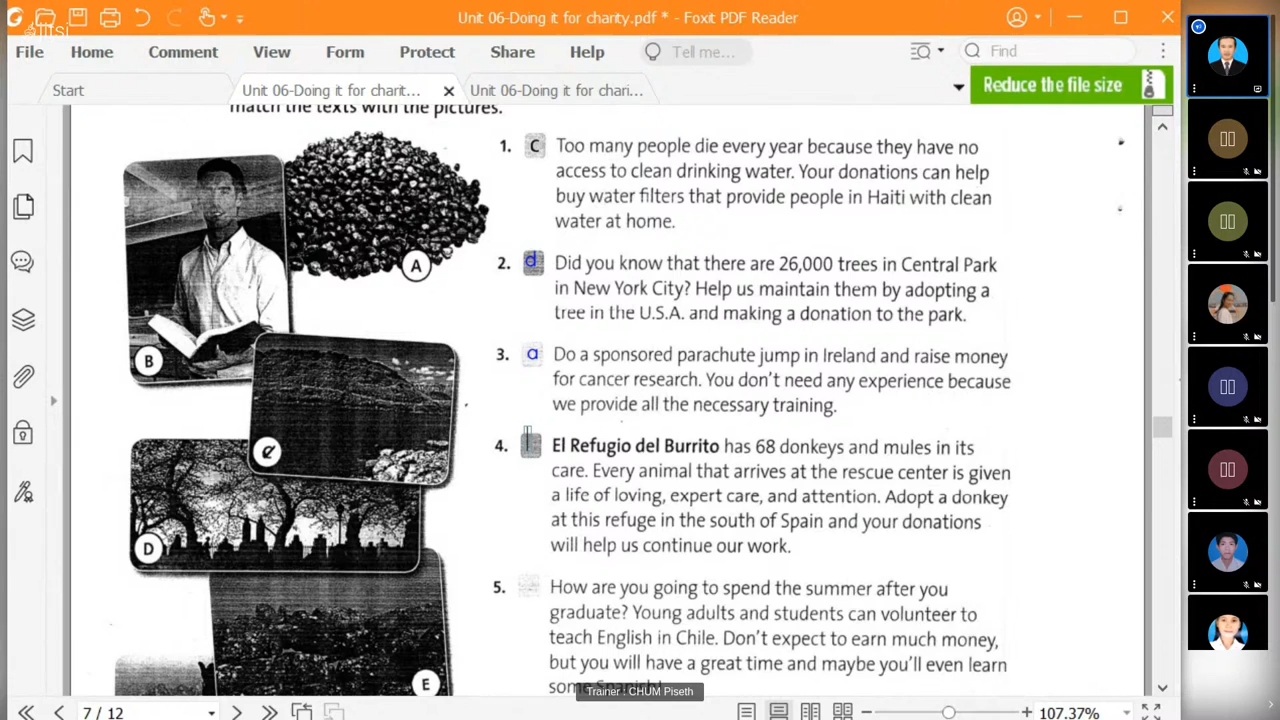 Unit 06-Doing it for charity.pdf * - Foxit PDF Reader
File Home Comment View Form Protect Share Help Tell me... Find
Start Unit 06-Doing it for charit... Unit 06-Doing it for chari... Reduce the file size
match the texts with the pictures.
A
B
C
D
E
1. C Too many people die every year because they have no
access to clean drinking water. Your donations can help
buy water filters that provide people in Haiti with clean
water at home.
2. d Did you know that there are 26,000 trees in Central Park
in New York City? Help us maintain them by adopting a
tree in the U.S.A. and making a donation to the park.
3. a Do a sponsored parachute jump in Ireland and raise money
for cancer research. You don't need any experience because
we provide all the necessary training.
4. El Refugio del Burrito has 68 donkeys and mules in its
care. Every animal that arrives at the rescue center is given
a life of loving, expert care, and attention. Adopt a donkey
at this refuge in the south of Spain and your donations
will help us continue our work.
5. How are you going to spend the summer after you
graduate? Young adults and students can volunteer to
teach English in Chile. Don't expect to earn much money,
but you will have a great time and maybe you'll even learn
some
Trainer : CHUM Piseth
7 / 12 107.37%